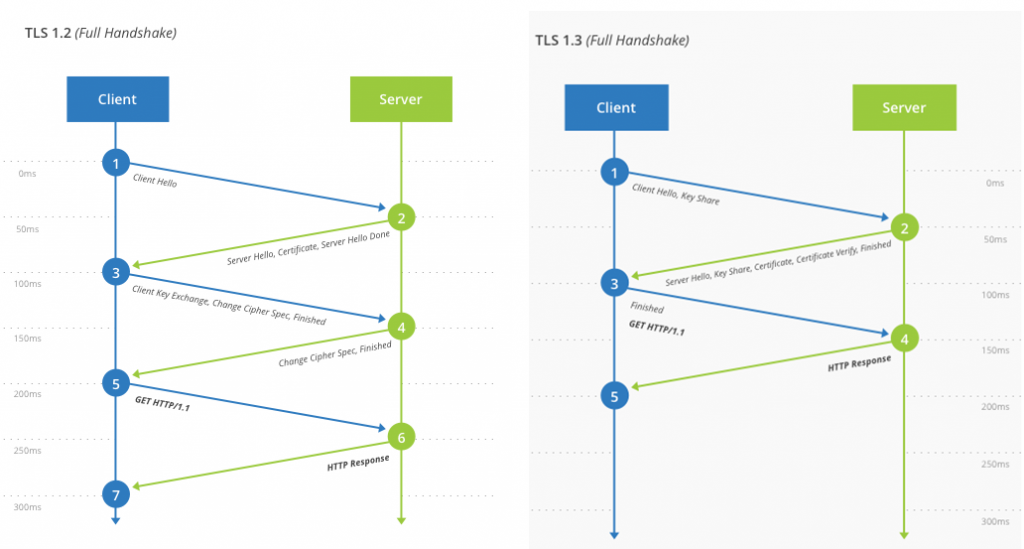 TLS 1.2 (Full Handshake)
Client
Server
1
0ms
Client Hello
2
50ms
Server Hello, Certificate, Server Hello Done
3
100ms
Client Key Exchange, Change Cipher Spec, Finished
4
150ms
Change Cipher Spec, Finished
5
200ms
GET HTTP/1.1
6
250ms
HTTP Response
7
300ms
TLS 1.3 (Full Handshake)
Client
Server
1
0ms
Client Hello, Key Share
2
50ms
Server Hello, Key Share, Certificate, Certificate Verify, Finished
3
100ms
Finished
GET HTTP/1.1
4
150ms
HTTP Response
5
200ms
250ms
300ms